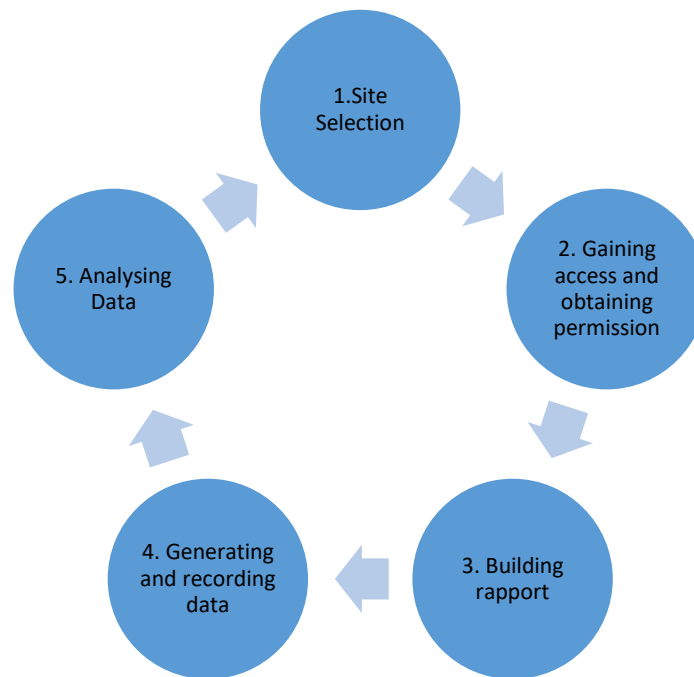 1.Site
Selection
2. Gaining
access and
obtaining
permission
3. Building
rapport
4. Generating
and recording
data
5. Analysing
Data